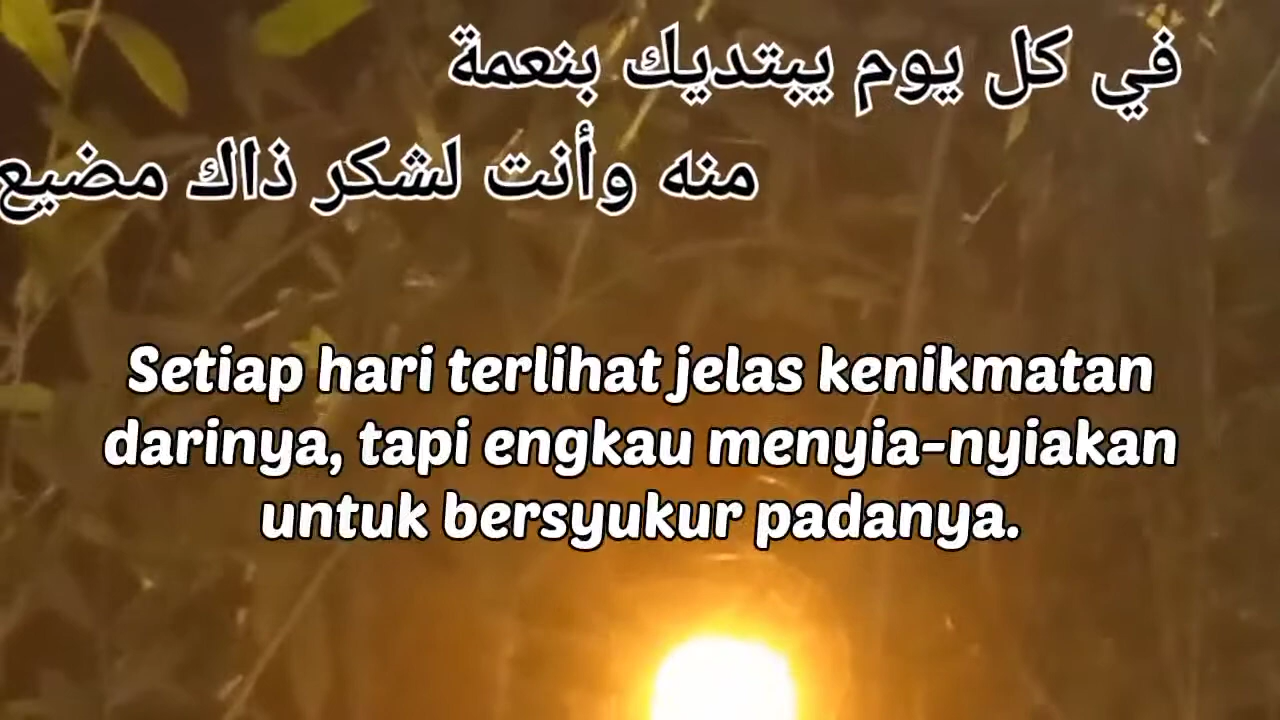 في كل يوم يبتديك بنعمة
منه وأنت لشكر ذاك مضيع
Setiap hari terlihat jelas kenikmatan
darinya, tapi engkau menyia-nyiakan
untuk bersyukur padanya.